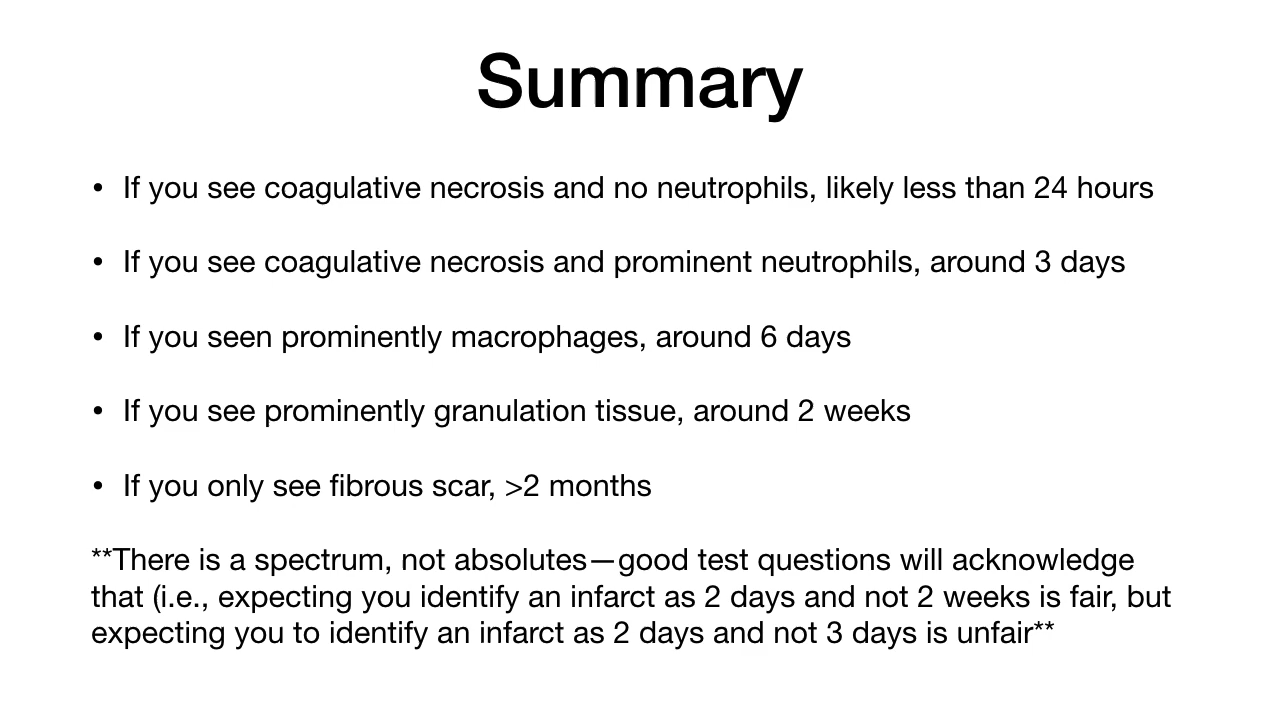 Summary
• If you see coagulative necrosis and no neutrophils, likely less than 24 hours
• If you see coagulative necrosis and prominent neutrophils, around 3 days
• If you seen prominently macrophages, around 6 days
• If you see prominently granulation tissue, around 2 weeks
• If you only see fibrous scar, >2 months
**There is a spectrum, not absolutes—good test questions will acknowledge
that (i.e., expecting you identify an infarct as 2 days and not 2 weeks is fair, but
expecting you to identify an infarct as 2 days and not 3 days is unfair**